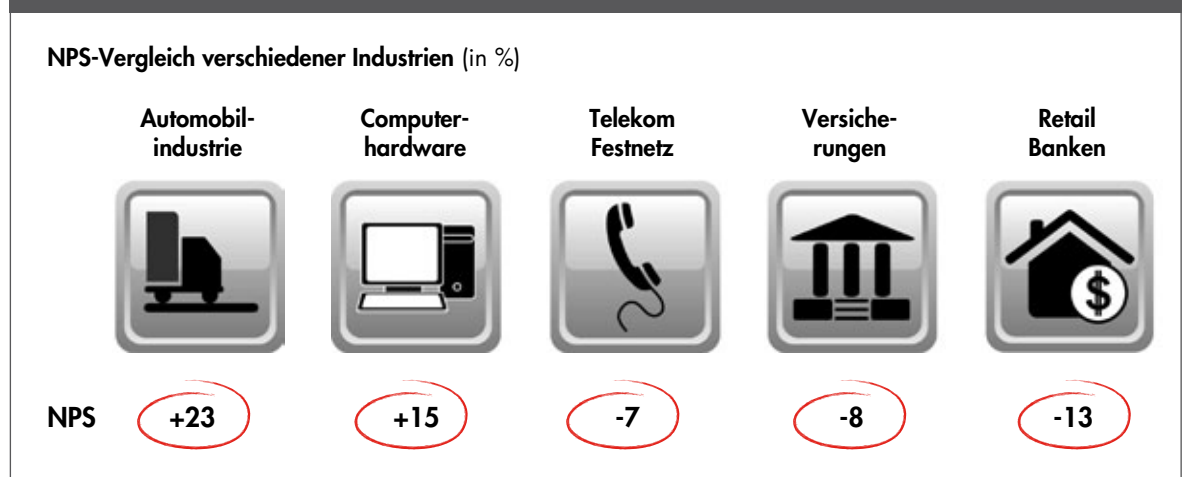 NPS-Vergleich verschiedener Industrien (in %)
Automobil-
industrie
Computer-
hardware
Telekom
Festnetz
Versiche-
rungen
Retail
Banken
$
NPS +23 +15 -7 -8 -13